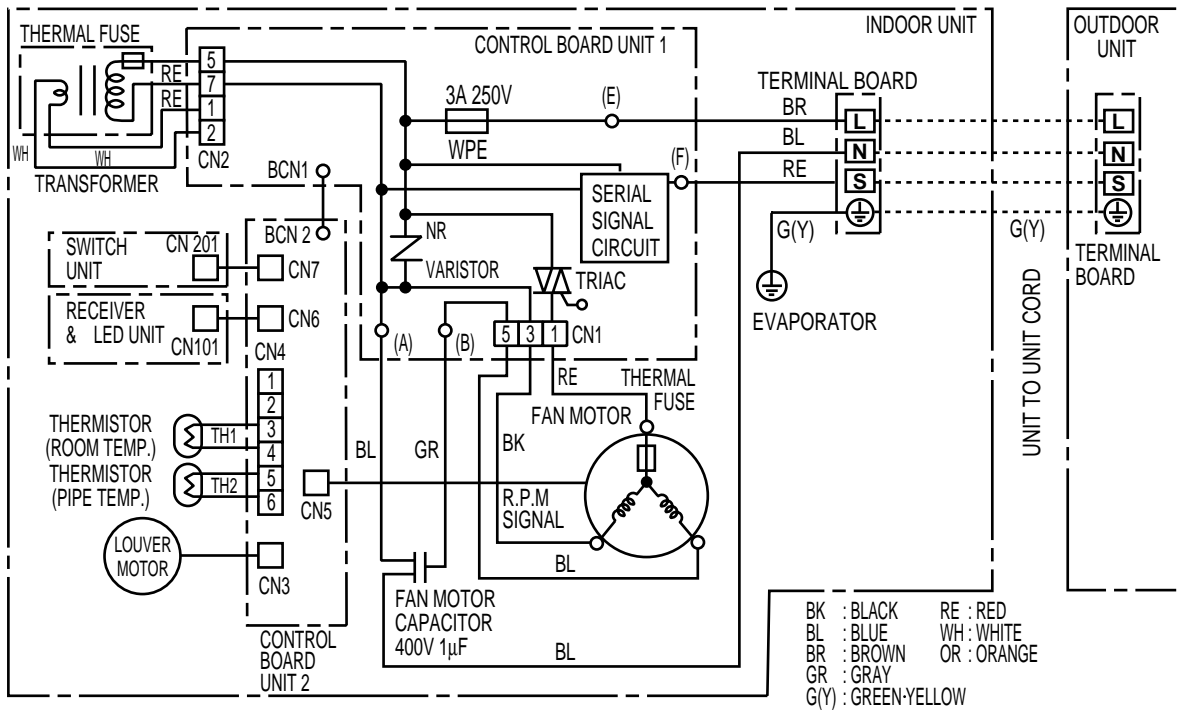 THERMAL FUSE
CONTROL BOARD UNIT 1
INDOOR UNIT
OUTDOOR
UNIT
5
7
1
2
CN2
RE
RE
WH
WH
TRANSFORMER
3A 250V
WPE
(E)
(F)
TERMINAL BOARD
BR
BL
RE
L
N
S
L
N
S
G(Y)
G(Y)
TERMINAL
BOARD
EVAPORATOR
UNIT TO UNIT CORD
SERIAL
SIGNAL
CIRCUIT
NR
VARISTOR
TRIAC
BCN1
BCN 2
SWITCH
UNIT
CN 201
CN7
RECEIVER
& LED UNIT
CN101
CN6
CN4
1
2
3
4
5
6
(A)
(B)
5 3 1
CN1
RE
THERMAL
FUSE
FAN MOTOR
THERMISTOR
(ROOM TEMP.)
TH1
THERMISTOR
(PIPE TEMP.)
TH2
BL
GR
BK
CN5
R.P.M
SIGNAL
LOUVER
MOTOR
CN3
BL
FAN MOTOR
CAPACITOR
400V 1µF
BL
CONTROL
BOARD
UNIT 2
BK : BLACK RE : RED
BL : BLUE WH : WHITE
BR : BROWN OR : ORANGE
GR : GRAY
G(Y) : GREEN·YELLOW